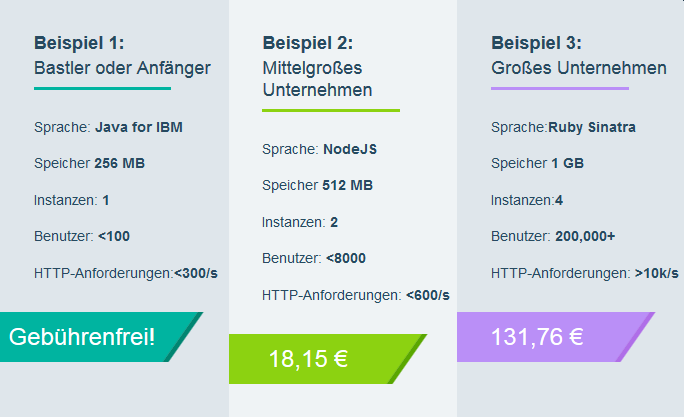 Beispiel 1:
Bastler oder Anfänger
Sprache: Java for IBM
Speicher 256 MB
Instanzen: 1
Benutzer: <100
HTTP-Anforderungen:<300/s
Gebührenfrei!
Beispiel 2:
Mittelgroßes
Unternehmen
Sprache: NodeJS
Speicher 512 MB
Instanzen: 2
Benutzer: <8000
HTTP-Anforderungen: <600/s
18,15 €
Beispiel 3:
Großes Unternehmen
Sprache:Ruby Sinatra
Speicher 1 GB
Instanzen:4
Benutzer: 200,000+
HTTP-Anforderungen: >10k/s
131,76 €